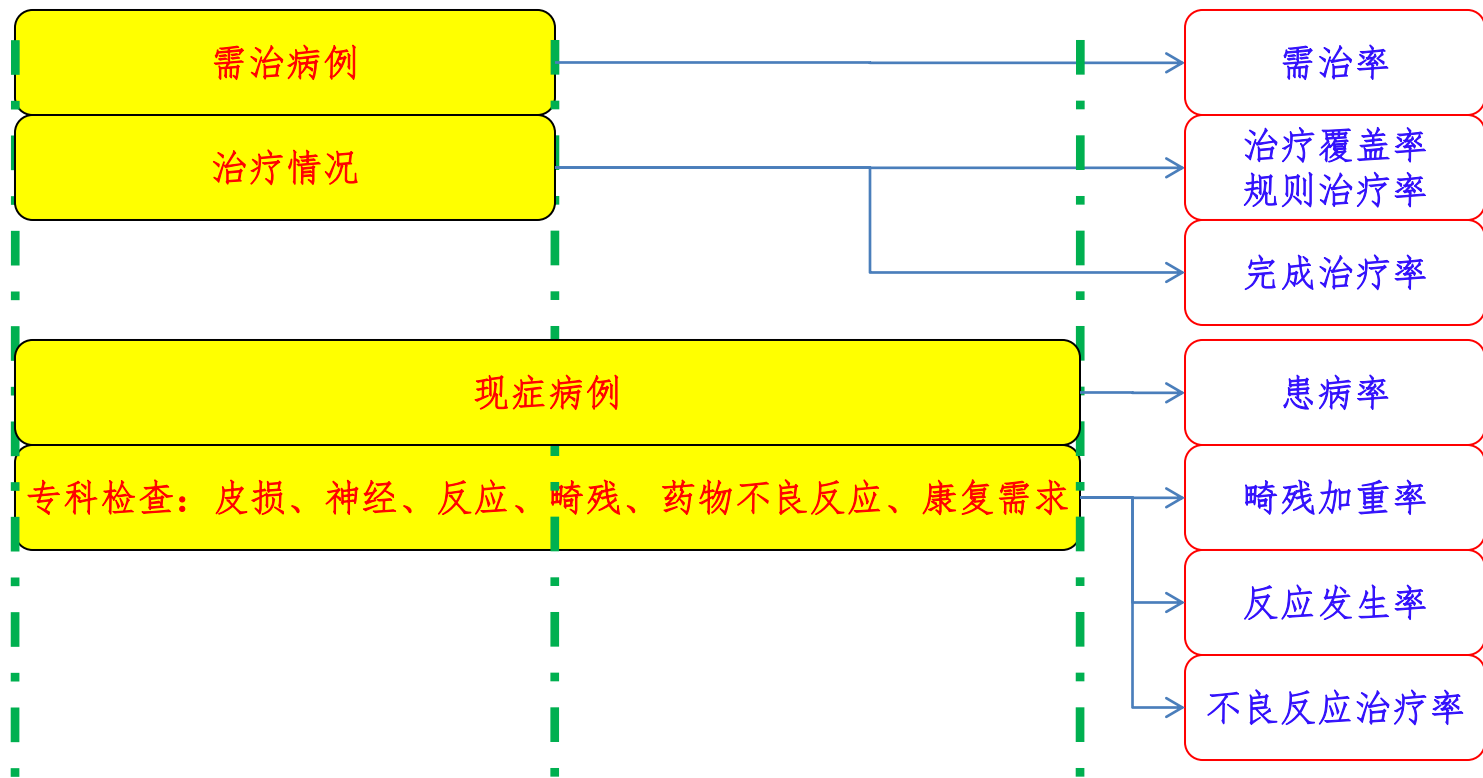 需治病例
需治率
治疗情况
治疗覆盖率
规则治疗率
完成治疗率
现症病例
患病率
专科检查：皮损、神经、反应、畸残、药物不良反应、康复需求
畸残加重率
反应发生率
不良反应治疗率